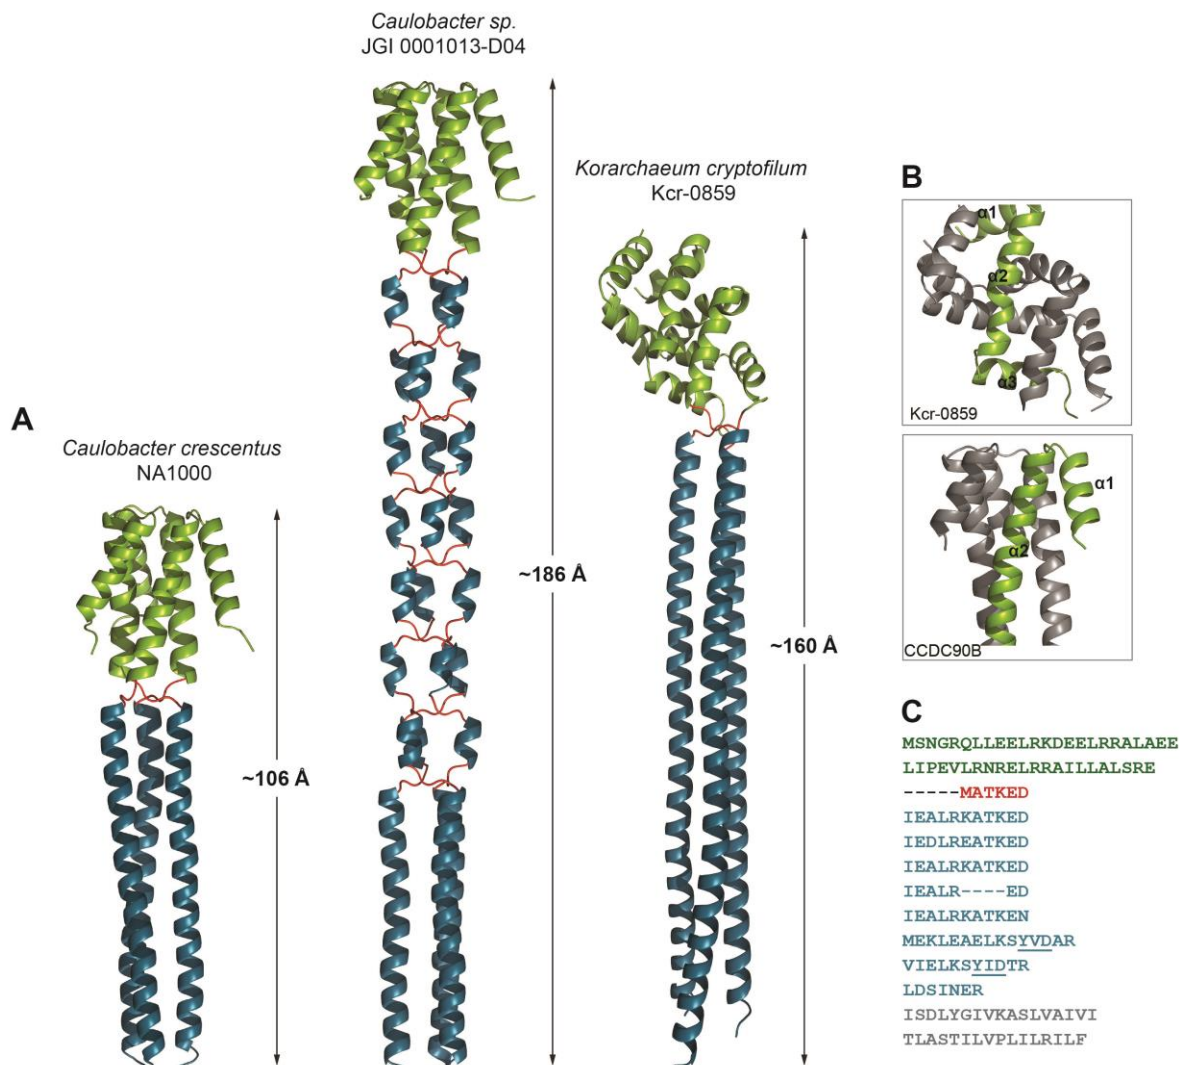 Caulobacter sp.
JGI 0001013-D04
Korarchaeum cryptofilum
Kcr-0859
A
Caulobacter crescentus
NA1000
~106 Å
~186 Å
~160 Å
B
α1
α2
α3
Kcr-0859
α1
α2
CCDC90B
C
MSNGRQLLEELRKDEELRRALAEE
LIPEVLRNRELRRAILLALSRE
-----MATKED
IEALRKATKED
IEDLREATKED
IEALRKATKED
IEALR----ED
IEALRKATKEN
MEKLEAELKSYVDAR
VIELKSYIDTR
LDSINER
ISDLYGIVKASLVAIVI
TLASTILVPLILRILF